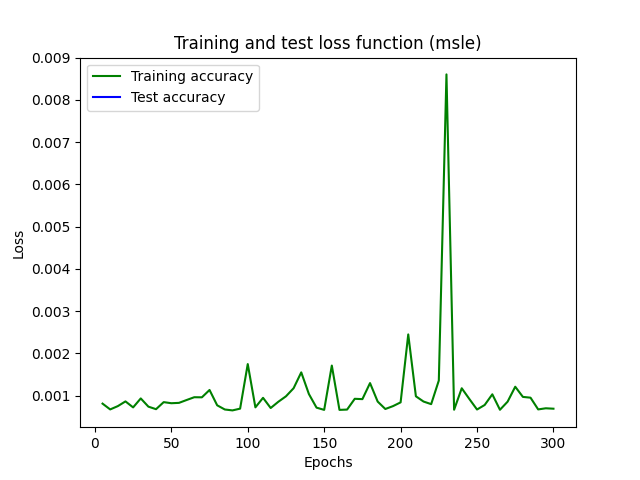 Training and test loss function (msle)
Training accuracy
Test accuracy
0.009
0.008
0.007
0.006
0.005
0.004
0.003
0.002
0.001
Loss
0 50 100 150 200 250 300
Epochs